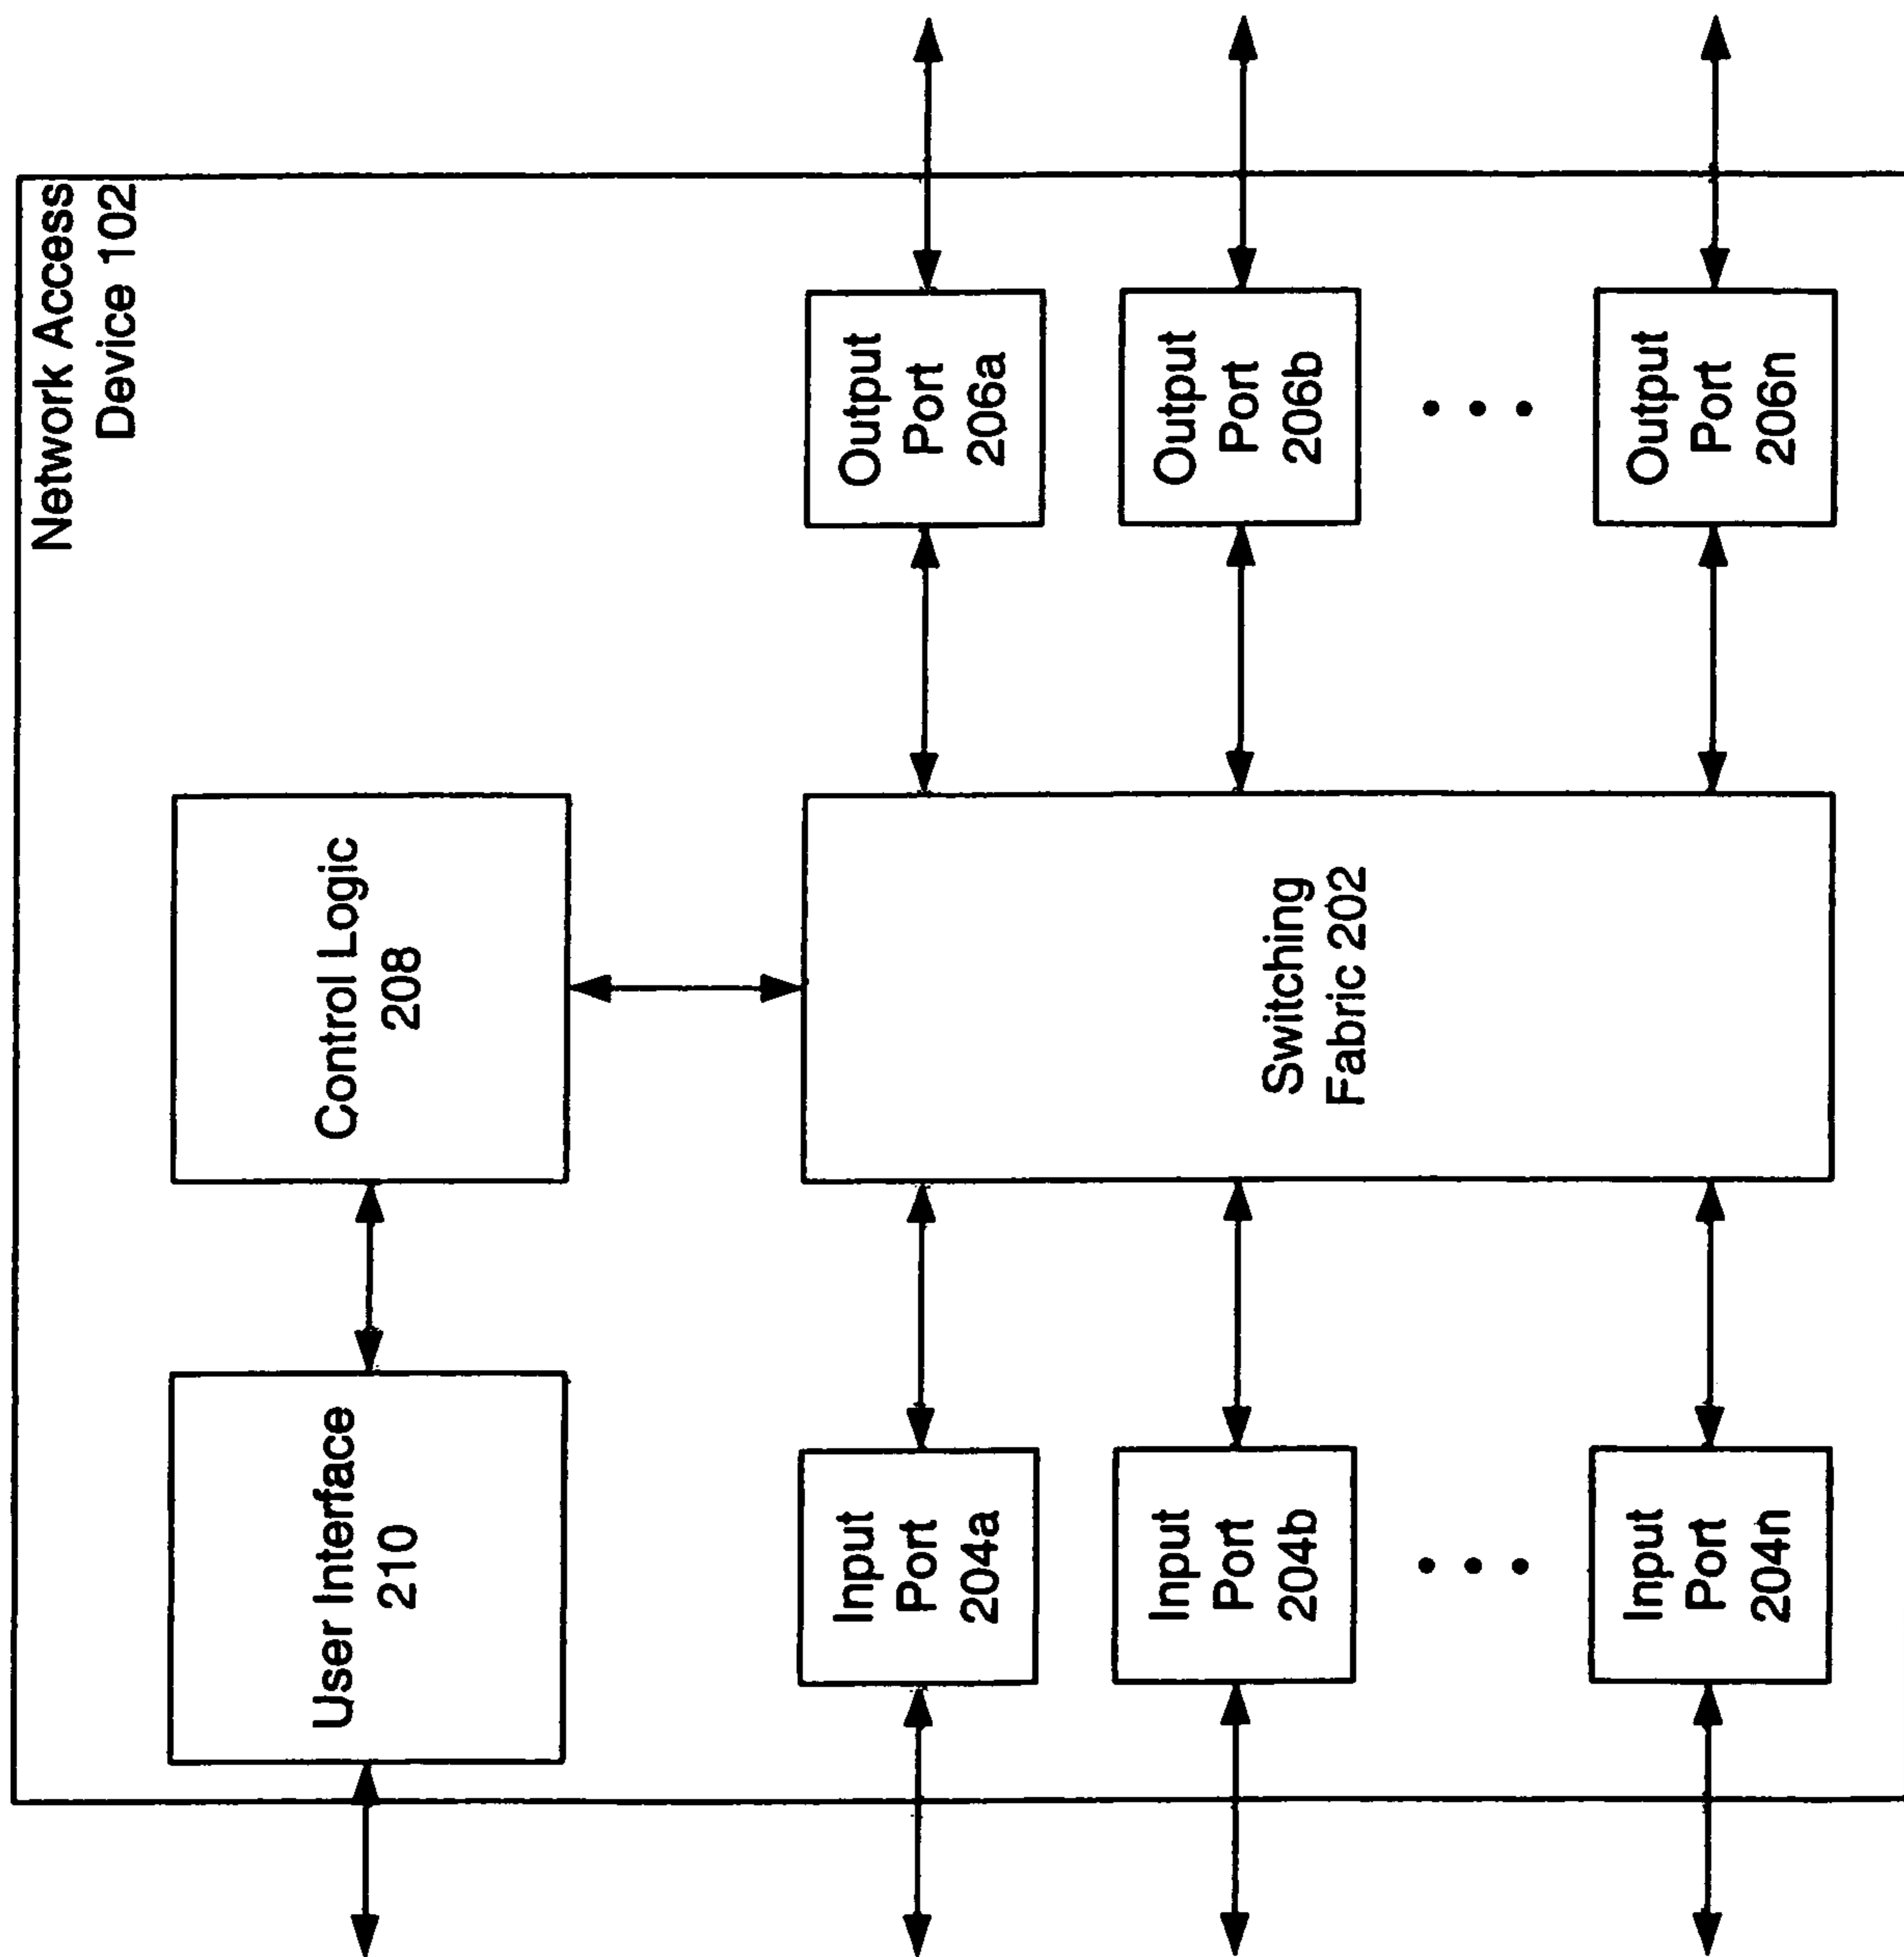 Network Access
Device 102
User Interface
210
Control Logic
208
Input
Port
204a
Switching
Fabric 202
Output
Port
206a
Input
Port
204b
Output
Port
206b
Input
Port
204n
Output
Port
206n